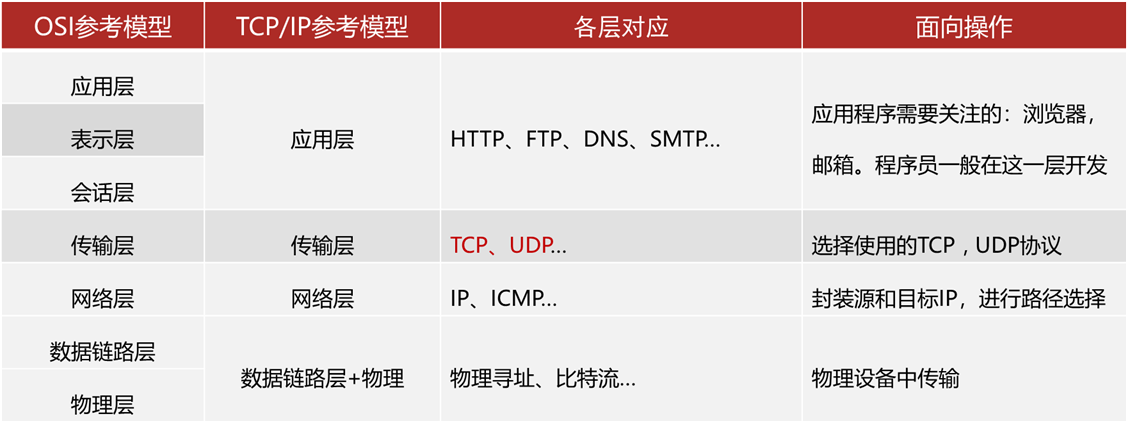 OSI参考模型 TCP/IP参考模型 各层对应 面向操作
应用层
表示层
会话层
应用层
HTTP、FTP、DNS、SMTP...
应用程序需要关注的：浏览器，
邮箱。程序员一般在这一层开发
传输层 传输层 TCP、UDP... 选择使用的TCP , UDP协议
网络层 网络层 IP、ICMP... 封装源和目标IP，进行路径选择
数据链路层
物理层
数据链路层+物理
物理寻址、比特流...
物理设备中传输